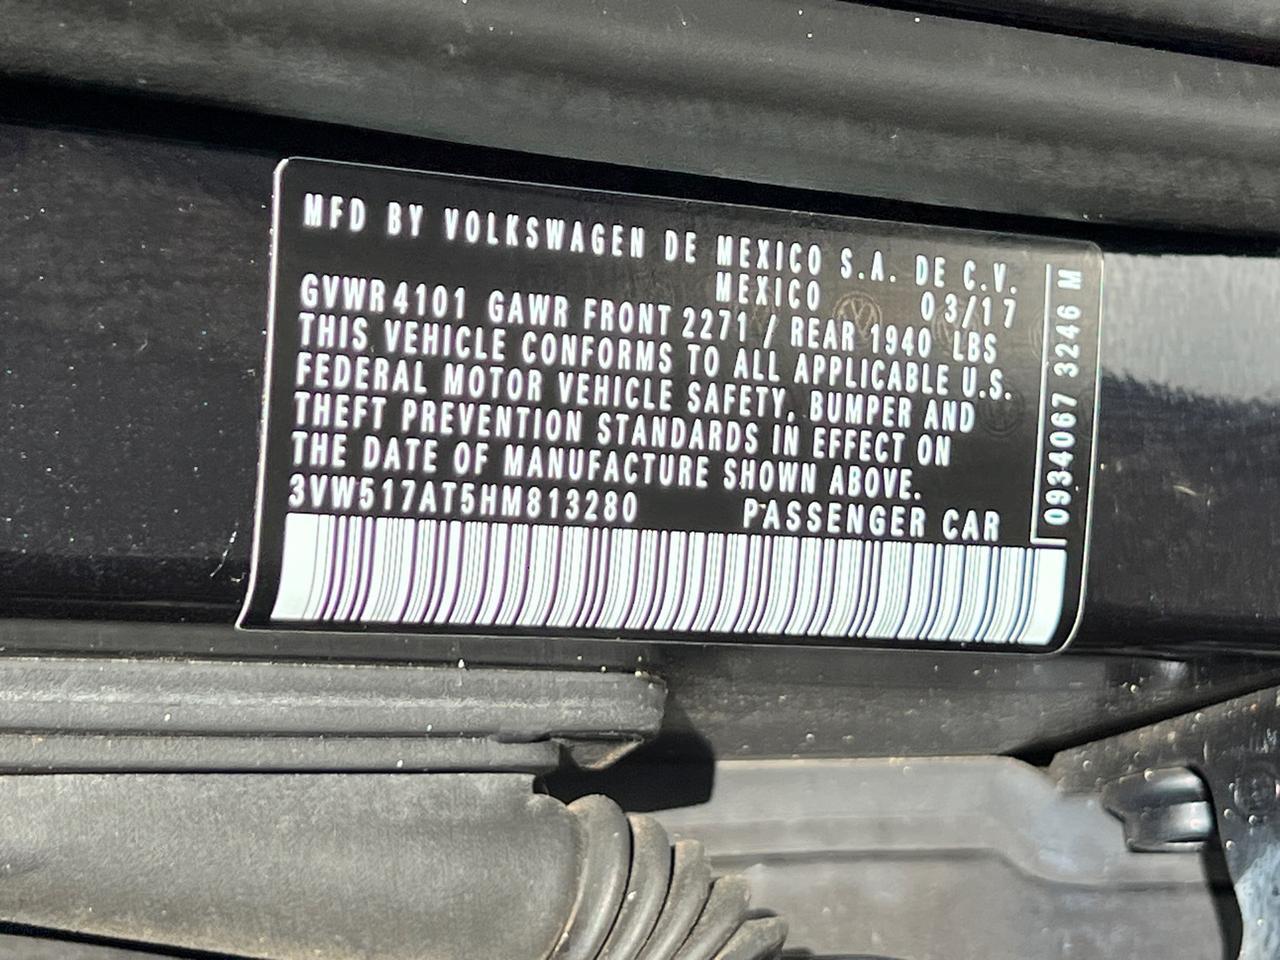 MFD BY VOLKSWAGEN DE MEXICO S.A. DE C.V.
MEXICO 03/17
GVWR 4101 GAWR FRONT 2271 / REAR 1940 LBS
THIS VEHICLE CONFORMS TO ALL APPLICABLE U.S.
FEDERAL MOTOR VEHICLE SAFETY, BUMPER AND
THEFT PREVENTION STANDARDS IN EFFECT ON
THE DATE OF MANUFACTURE SHOWN ABOVE.
3VW517AT5HM813280 PASSENGER CAR
0934067 3246 M